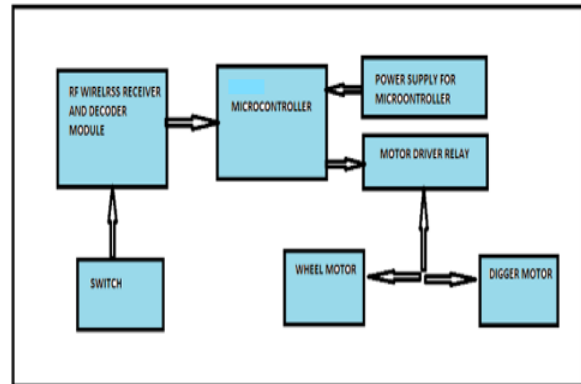 RF WIRELRSS RECEIVER
AND DECODER
MODULE
MICROCONTROLLER
POWER SUPPLY FOR
MICROONTROLLER
MOTOR DRIVER RELAY
SWITCH
WHEEL MOTOR
DIGGER MOTOR